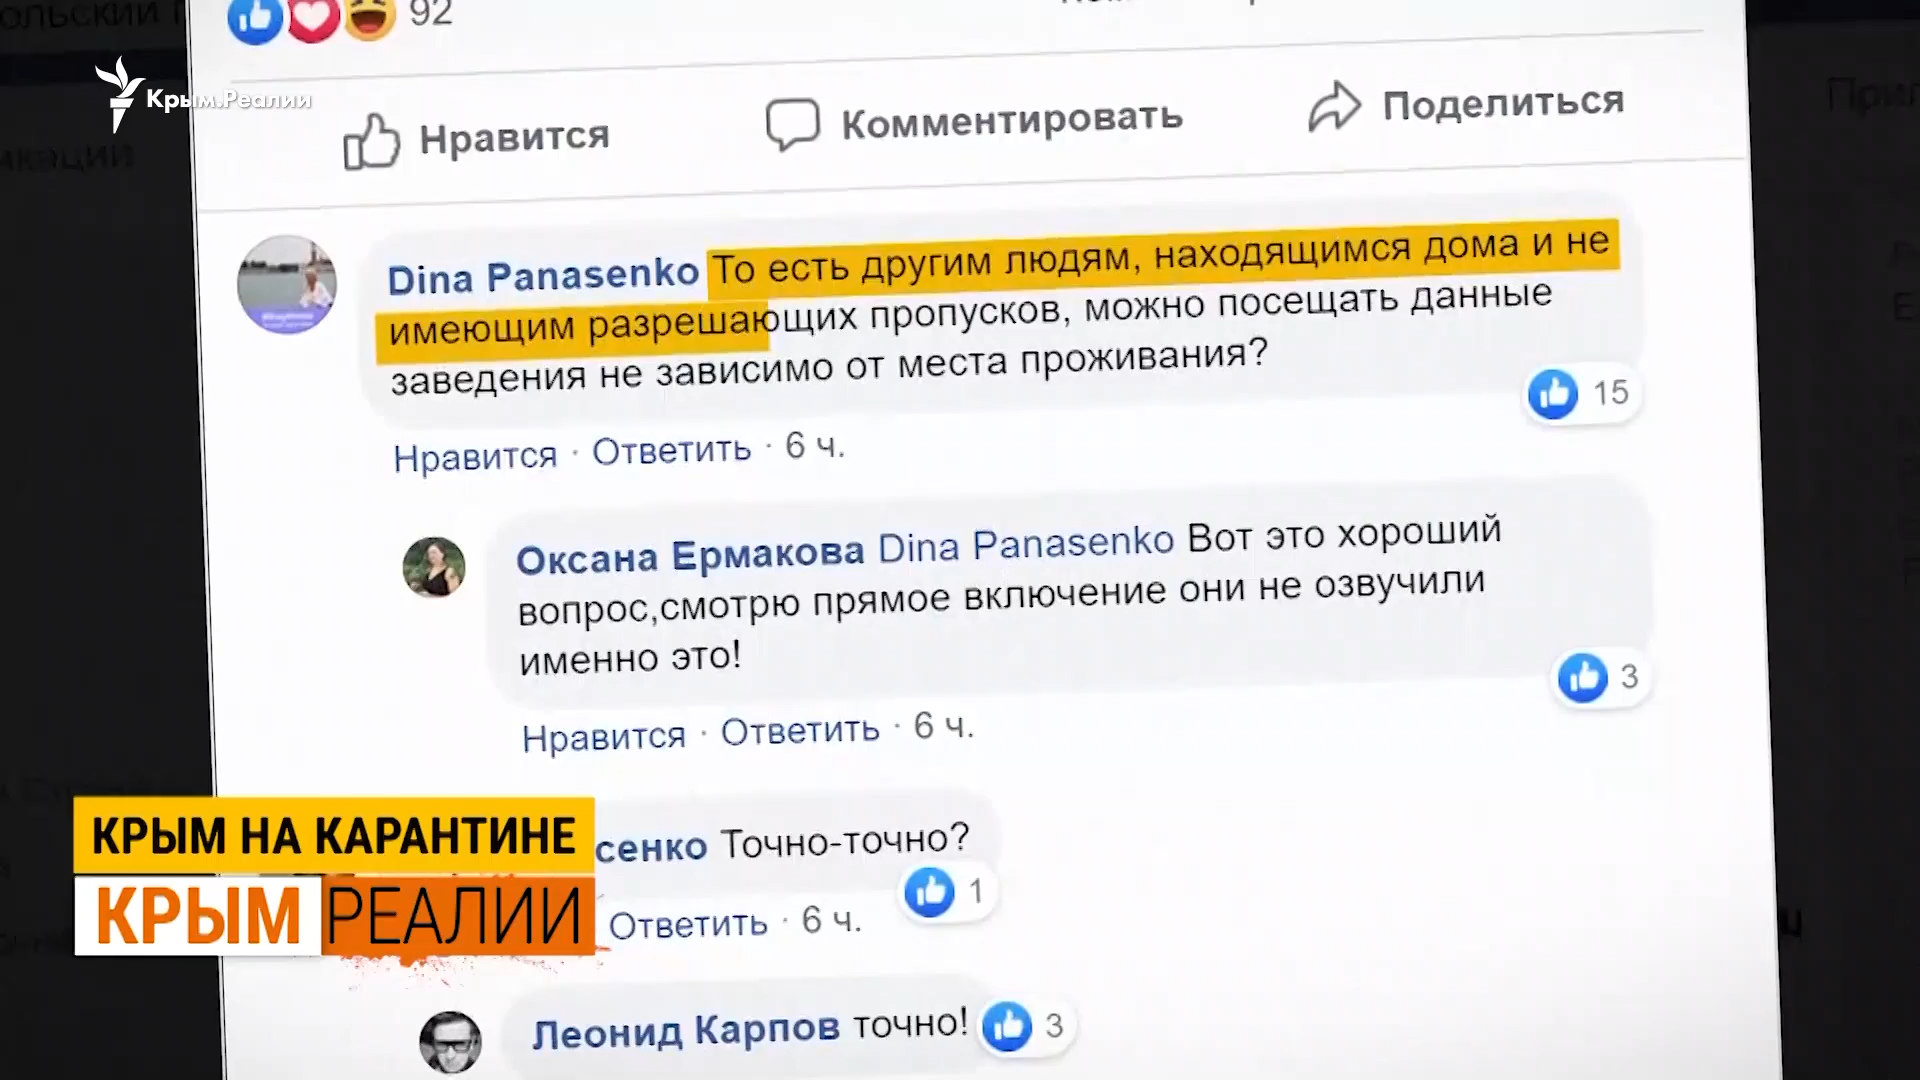 92
Крым.Реалии
Нравится
Комментировать
Поделиться
Dina Panasenko То есть другим людям, находящимся дома и не
имеющим разрешающих пропусков, можно посещать данные
заведения не зависимо от места проживания?
15
Нравится · Ответить · 6 ч.
Оксана Ермакова Dina Panasenko Вот это хороший
вопрос,смотрю прямое включение они не озвучили
именно это!
3
Нравится · Ответить · 6 ч.
КРЫМ НА КАРАНТИНЕ
КРЫМ РЕАЛИИ
сенко Точно-точно?
1
Ответить · 6 ч.
Леонид Карпов точно!
3